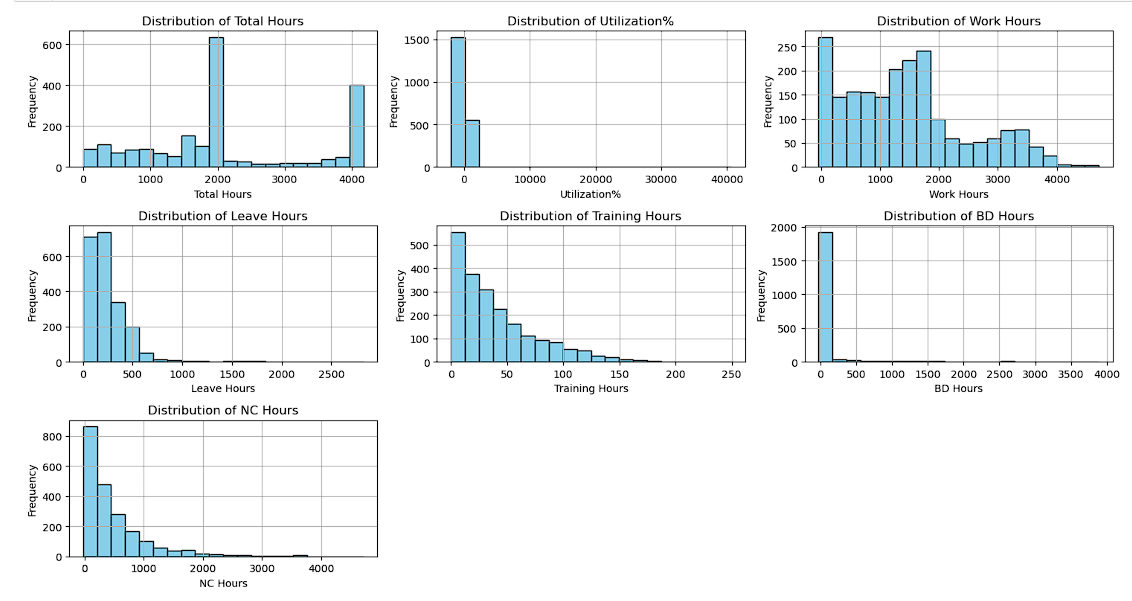 Distribution of Total Hours
Frequency
600
400
200
0
0 1000 2000 3000 4000
Total Hours
Distribution of Utilization%
Frequency
1500
1000
500
0
0 10000 20000 30000 40000
Utilization%
Distribution of Work Hours
Frequency
250
200
150
100
50
0
0 1000 2000 3000 4000
Work Hours
Distribution of Leave Hours
Frequency
600
400
200
0
0 500 1000 1500 2000 2500
Leave Hours
Distribution of Training Hours
Frequency
500
400
300
200
100
0
0 50 100 150 200 250
Training Hours
Distribution of BD Hours
Frequency
2000
1500
1000
500
0
0 500 1000 1500 2000 2500 3000 3500 4000
BD Hours
Distribution of NC Hours
Frequency
800
600
400
200
0
0 1000 2000 3000 4000
NC Hours